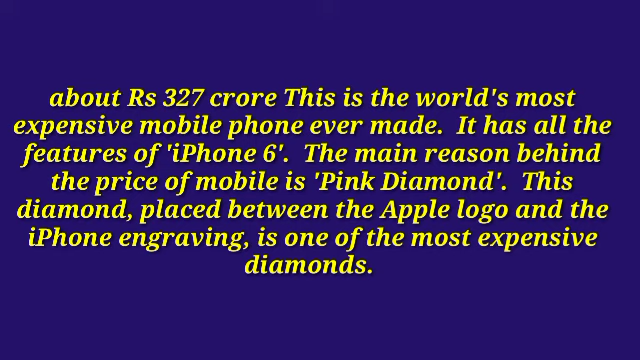 about Rs 327 crore This is the world's most
expensive mobile phone ever made.  It has all the
features of 'iPhone 6'.  The main reason behind
the price of mobile is 'Pink Diamond'.  This
diamond, placed between the Apple logo and the
iPhone engraving, is one of the most expensive
diamonds.